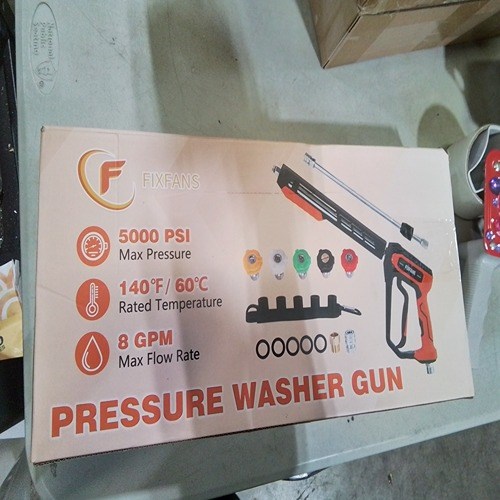 F
FIXFANS
5000 PSI
Max Pressure
140°F/ 60°C
Rated Temperature
8 GPM
Max Flow Rate
PRESSURE WASHER GUN